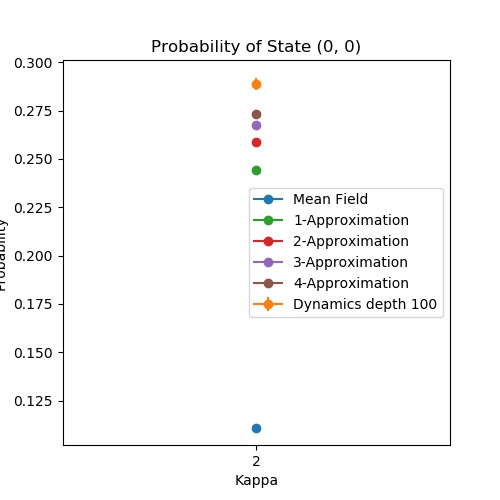 Probability of State (0, 0)
0.300
0.275
0.250
0.225
0.200
0.175
0.150
0.125
Probability
Mean Field
1-Approximation
2-Approximation
3-Approximation
4-Approximation
Dynamics depth 100
2
Kappa